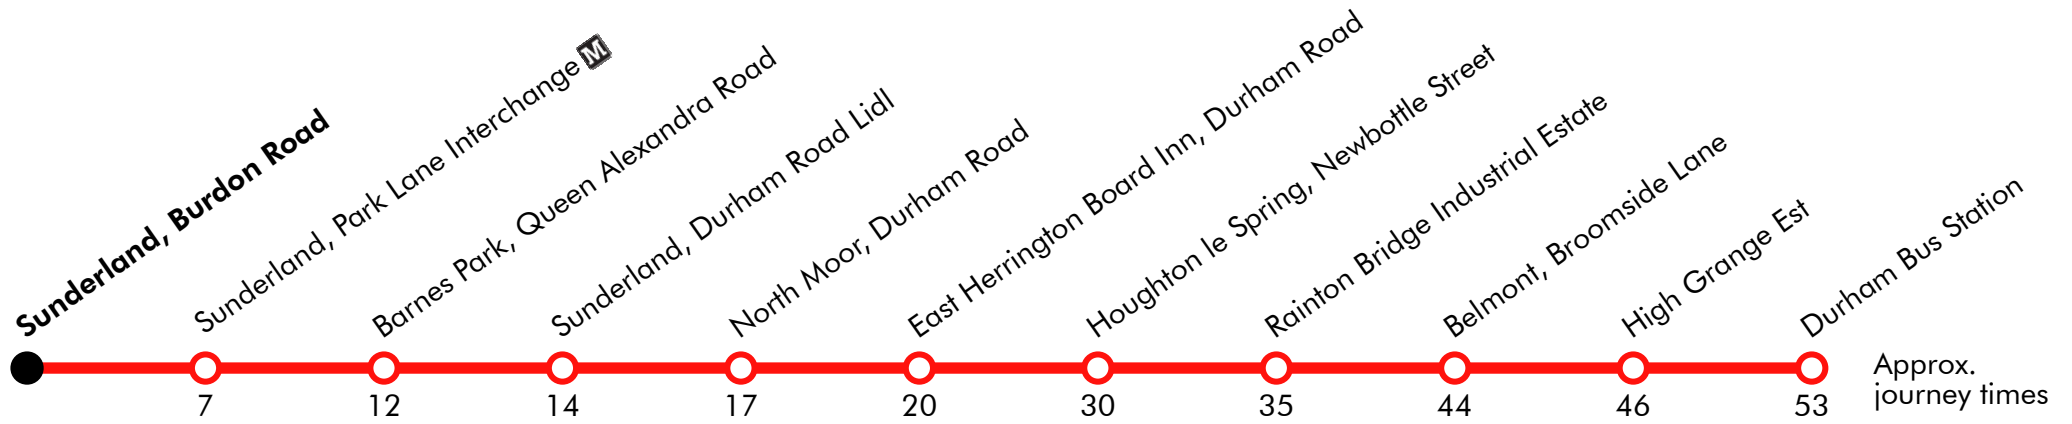 Sunderland, Burdon Road
Sunderland, Park Lane Interchange M
Barnes Park, Queen Alexandra Road
Sunderland, Durham Road Lidl
North Moor, Durham Road
East Herrington Board Inn, Durham Road
Houghton le Spring, Newbottle Street
Rainton Bridge Industrial Estate
Belmont, Broomside Lane
High Grange Est
Durham Bus Station
7 12 14 17 20 30 35 44 46 53
Approx.
journey times